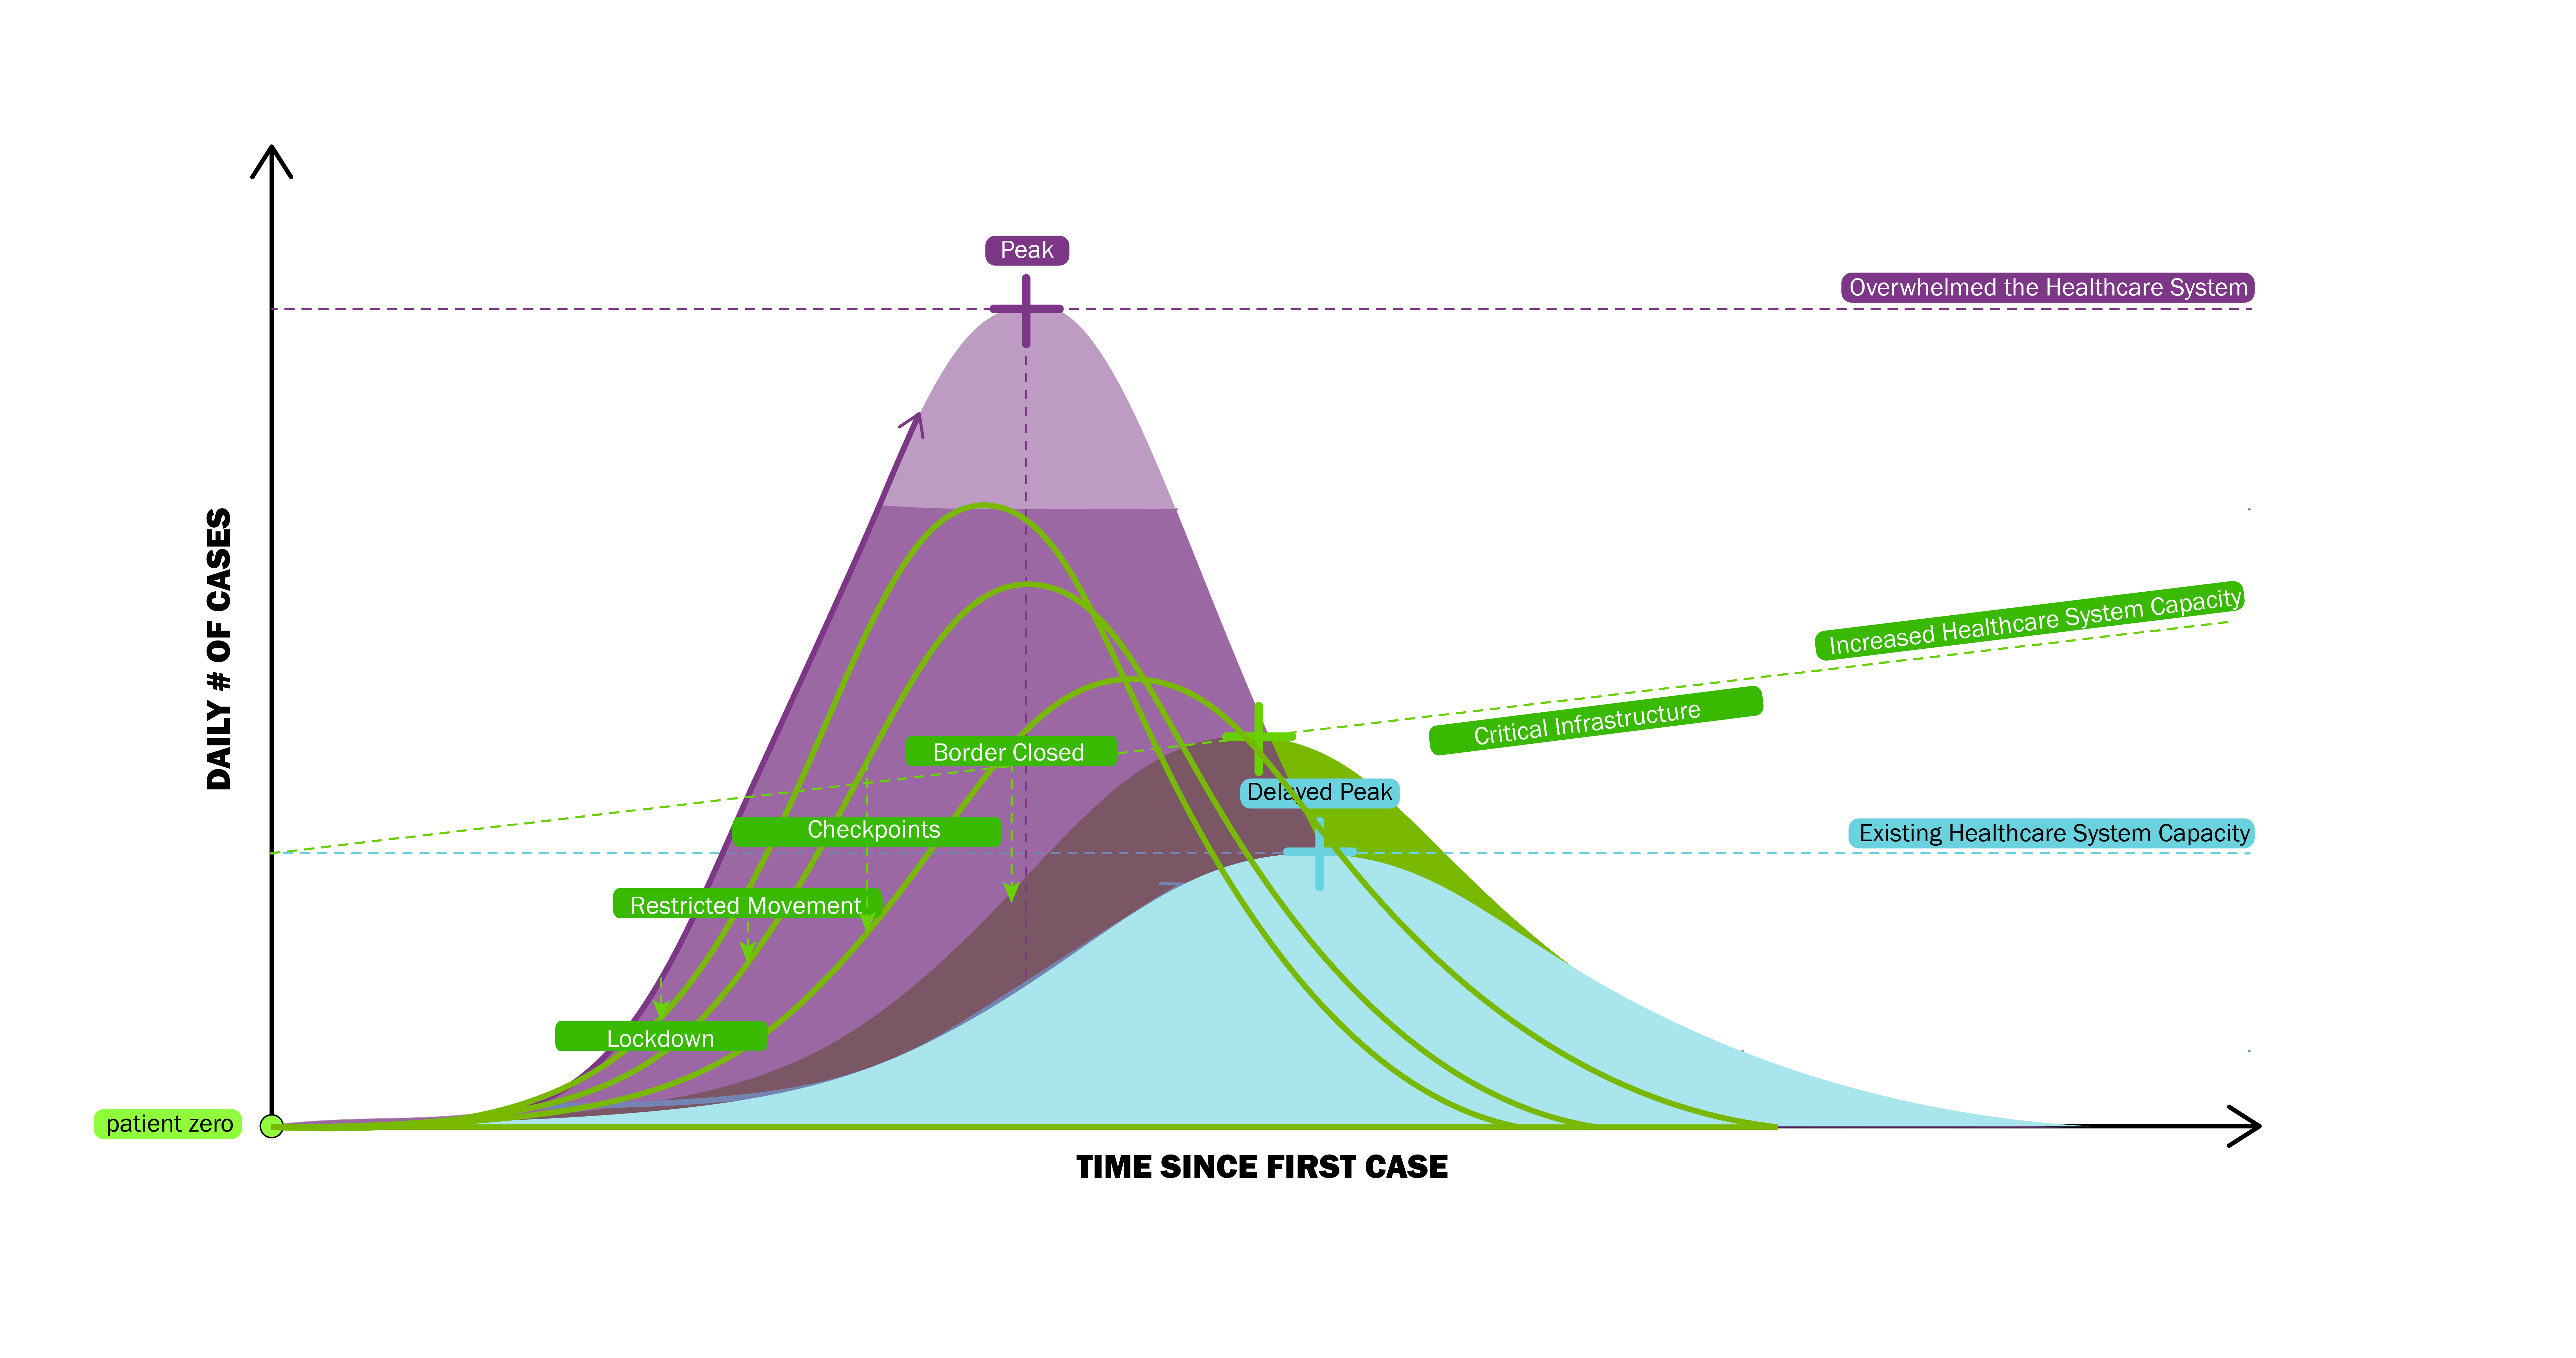 Peak
Overwhelmed the Healthcare System
DAILY # OF CASES
Increased Healthcare System Capacity
Critical Infrastructure
Border Closed
Delayed Peak
Checkpoints
Existing Healthcare System Capacity
Restricted Movement
Lockdown
patient zero
TIME SINCE FIRST CASE